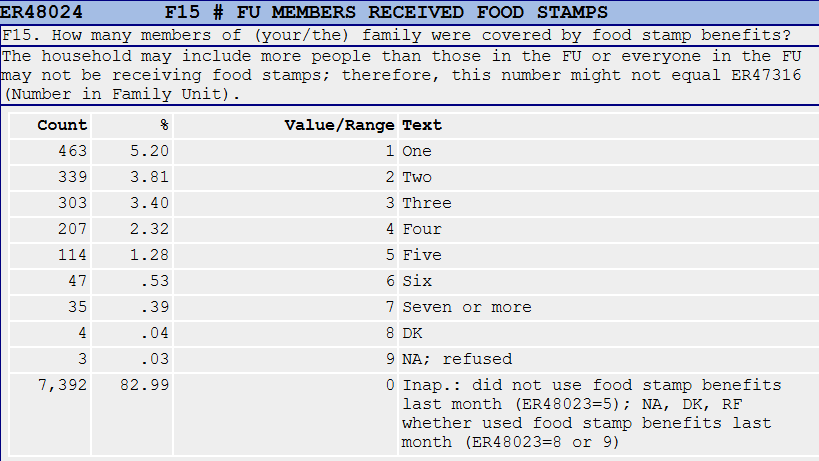 ER48024 F15 # FU MEMBERS RECEIVED FOOD STAMPS
F15. How many members of (your/the) family were covered by food stamp benefits?
The household may include more people than those in the FU or everyone in the FU
may not be receiving food stamps; therefore, this number might not equal ER47316
(Number in Family Unit).
Count % Value/Range Text
463 5.20 1 One
339 3.81 2 Two
303 3.40 3 Three
207 2.32 4 Four
114 1.28 5 Five
47 .53 6 Six
35 .39 7 Seven or more
4 .04 8 DK
3 .03 9 NA; refused
7,392 82.99 0 Inap.: did not use food stamp benefits
last month (ER48023=5); NA, DK, RF
whether used food stamp benefits last
month (ER48023=8 or 9)